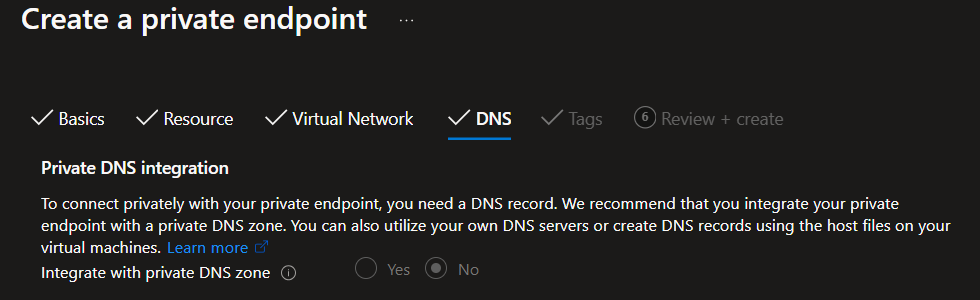 Create a private endpoint ...
Basics Resource Virtual Network DNS Tags 6 Review + create
Private DNS integration
To connect privately with your private endpoint, you need a DNS record. We recommend that you integrate your private
endpoint with a private DNS zone. You can also utilize your own DNS servers or create DNS records using the host files on your
virtual machines. Learn more
Integrate with private DNS zone Yes No